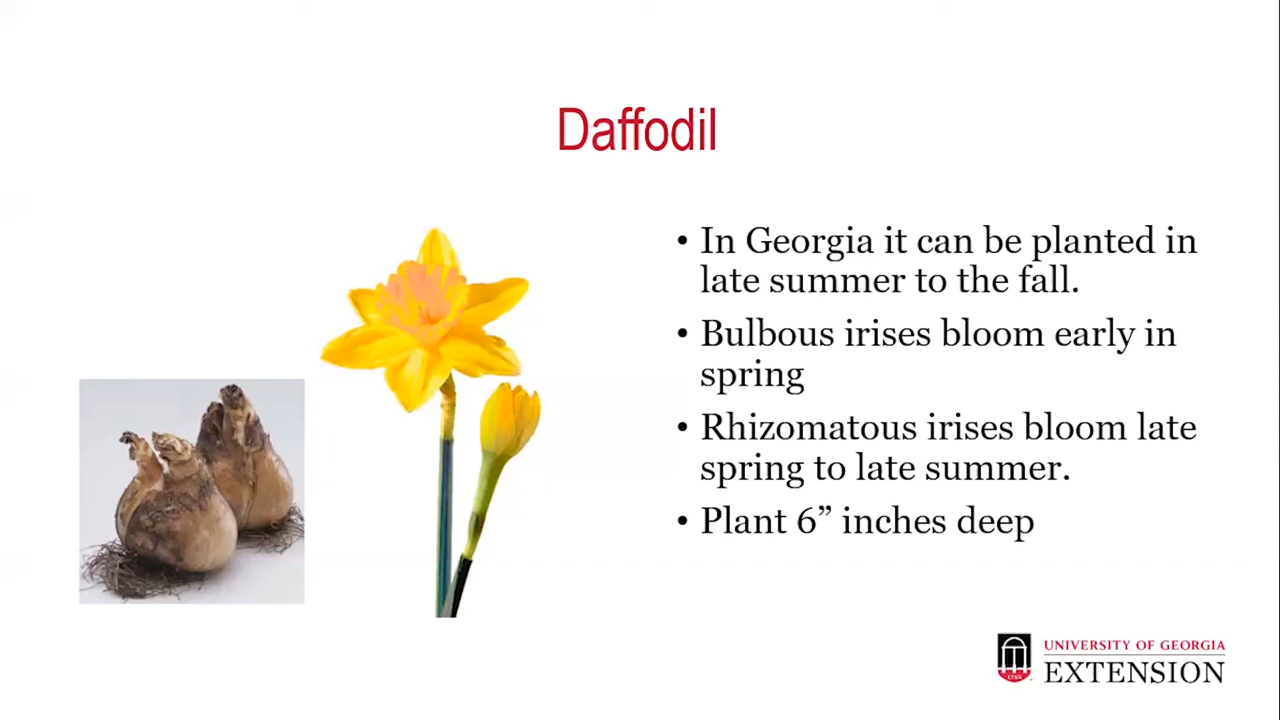 Daffodil
• In Georgia it can be planted in
late summer to the fall.
• Bulbous irises bloom early in
spring
• Rhizomatous irises bloom late
spring to late summer.
• Plant 6” inches deep
1785
UNIVERSITY OF GEORGIA
EXTENSION